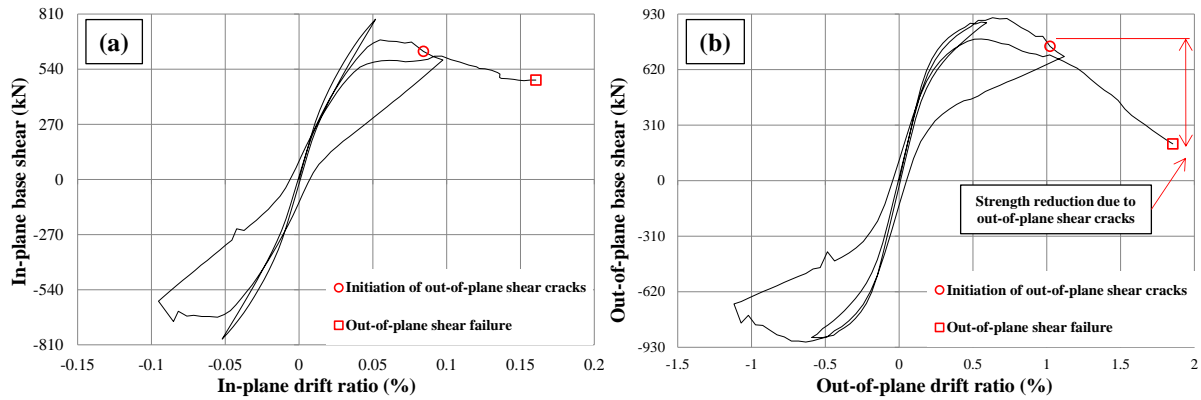 (a)
In-plane base shear (kN)
810
540
270
0
-270
-540
-810
-0.15
-0.1
-0.05
0
0.05
0.1
0.15
0.2
In-plane drift ratio (%)
Initiation of out-of-plane shear cracks
Out-of-plane shear failure
(b)
Out-of-plane base shear (kN)
930
620
310
0
-310
-620
-930
-1.5
-1
-0.5
0
0.5
1
1.5
2
Out-of-plane drift ratio (%)
Strength reduction due to
out-of-plane shear cracks
Initiation of out-of-plane shear cracks
Out-of-plane shear failure